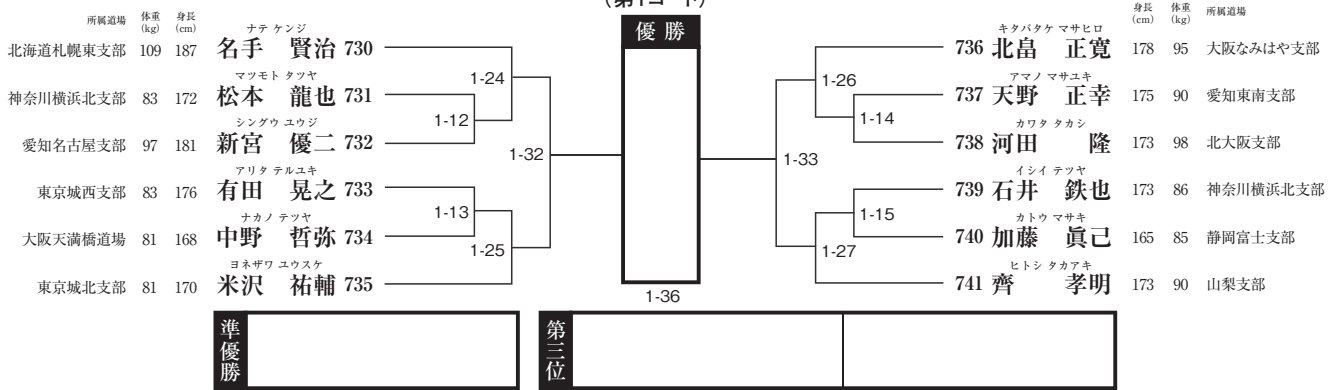 (第1コート)
所属道場 体重(kg) 身長(cm)
優勝
身長(cm) 体重(kg) 所属道場
ナテ ケンジ
北海道札幌東支部 109 187 名手 賢治 730
マツモト タツヤ
神奈川横浜北支部 83 172 松本 龍也 731
シングウ ユウジ
愛知名古屋支部 97 181 新宮 優二 732
アリタ テルユキ
東京城西支部 83 176 有田 晃之 733
ナカノ テツヤ
大阪天満橋道場 81 168 中野 哲弥 734
ヨネザワ ユウスケ
東京城北支部 81 170 米沢 祐輔 735
1-24
1-12
1-32
1-13
1-25
キタバタケ マサヒロ
736 北畠 正寛 178 95 大阪なみはや支部
アマノ マサユキ
737 天野 正幸 175 90 愛知東南支部
カワタ タカシ
738 河田 隆 173 98 北大阪支部
イシイ テツヤ
739 石井 鉄也 173 86 神奈川横浜北支部
カトウ マサキ
740 加藤 眞己 165 85 静岡富士支部
ヒトシ タカアキ
741 齊 孝明 173 90 山梨支部
1-26
1-14
1-33
1-15
1-27
1-36
準優勝
第三位